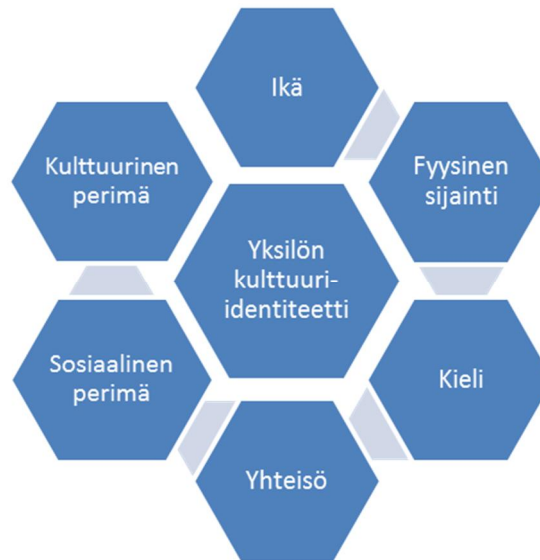 Ikä
Fyysinen
sijainti
Kieli
Yhteisö
Sosiaalinen
perimä
Kulttuurinen
perimä
Yksilön
kulttuuri-
identiteetti